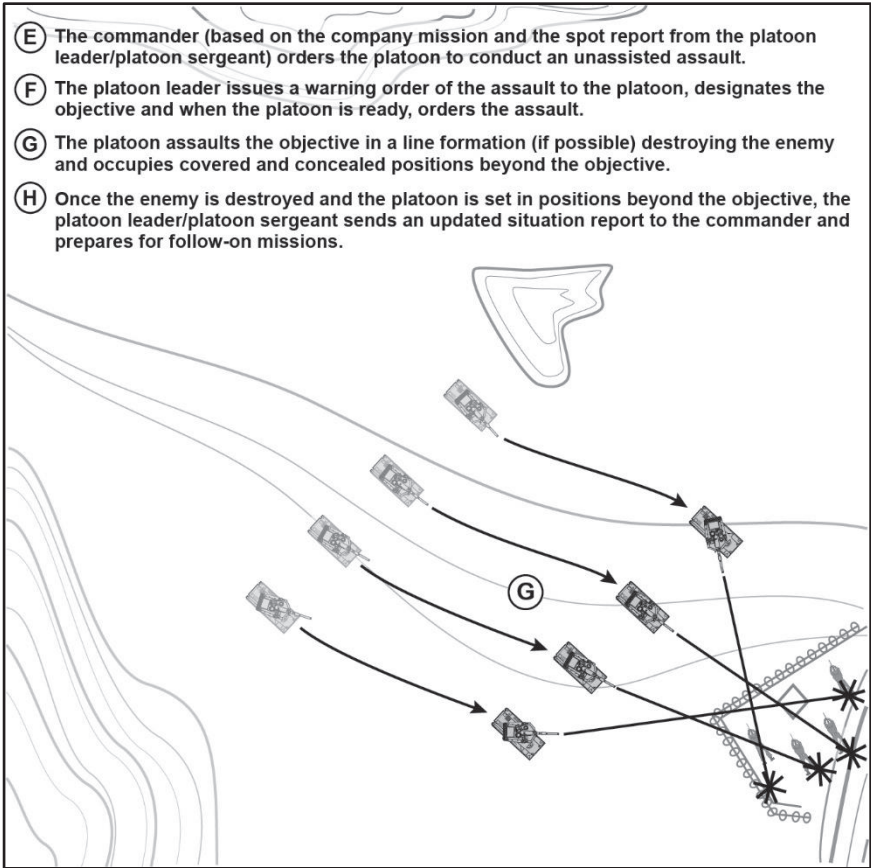 E The commander (based on the company mission and the spot report from the platoon
leader/platoon sergeant) orders the platoon to conduct an unassisted assault.
F The platoon leader issues a warning order of the assault to the platoon, designates the
objective and when the platoon is ready, orders the assault.
G The platoon assaults the objective in a line formation (if possible) destroying the enemy
and occupies covered and concealed positions beyond the objective.
H Once the enemy is destroyed and the platoon is set in positions beyond the objective, the
platoon leader/platoon sergeant sends an updated situation report to the commander and
prepares for follow-on missions.
G